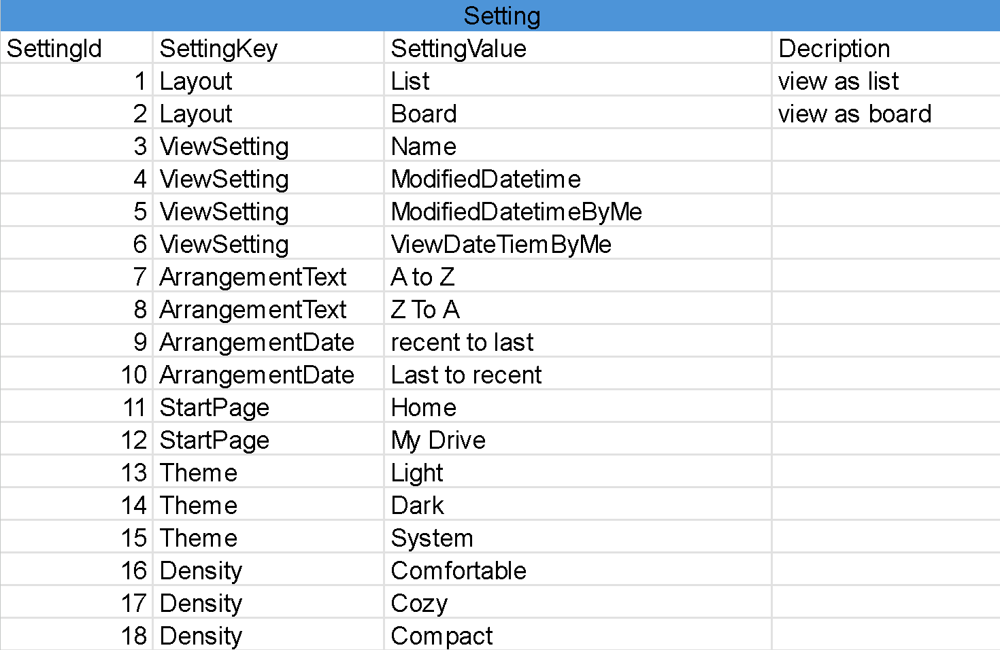 Setting
SettingId SettingKey SettingValue Decription
1 Layout List view as list
2 Layout Board view as board
3 ViewSetting Name
4 ViewSetting ModifiedDatetime
5 ViewSetting ModifiedDatetimeByMe
6 ViewSetting ViewDateTiemByMe
7 ArrangementText A to Z
8 ArrangementText Z To A
9 ArrangementDate recent to last
10 ArrangementDate Last to recent
11 StartPage Home
12 StartPage My Drive
13 Theme Light
14 Theme Dark
15 Theme System
16 Density Comfortable
17 Density Cozy
18 Density Compact